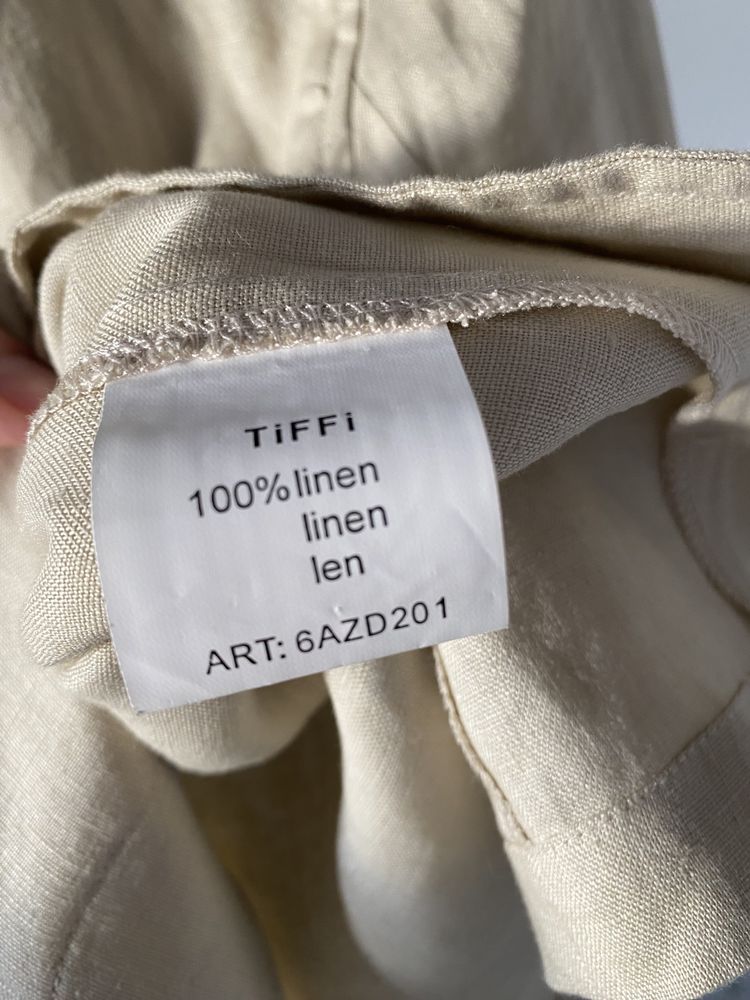 TiFFi
100% linen
linen
len
ART: 6AZD201